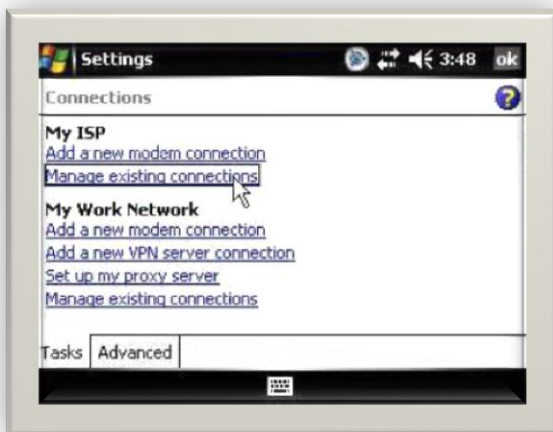 Settings 3:48 ok
Connections
My ISP
Add a new modem connection
Manage existing connections
My Work Network
Add a new modem connection
Add a new VPN server connection
Set up my proxy server
Manage existing connections
Tasks Advanced